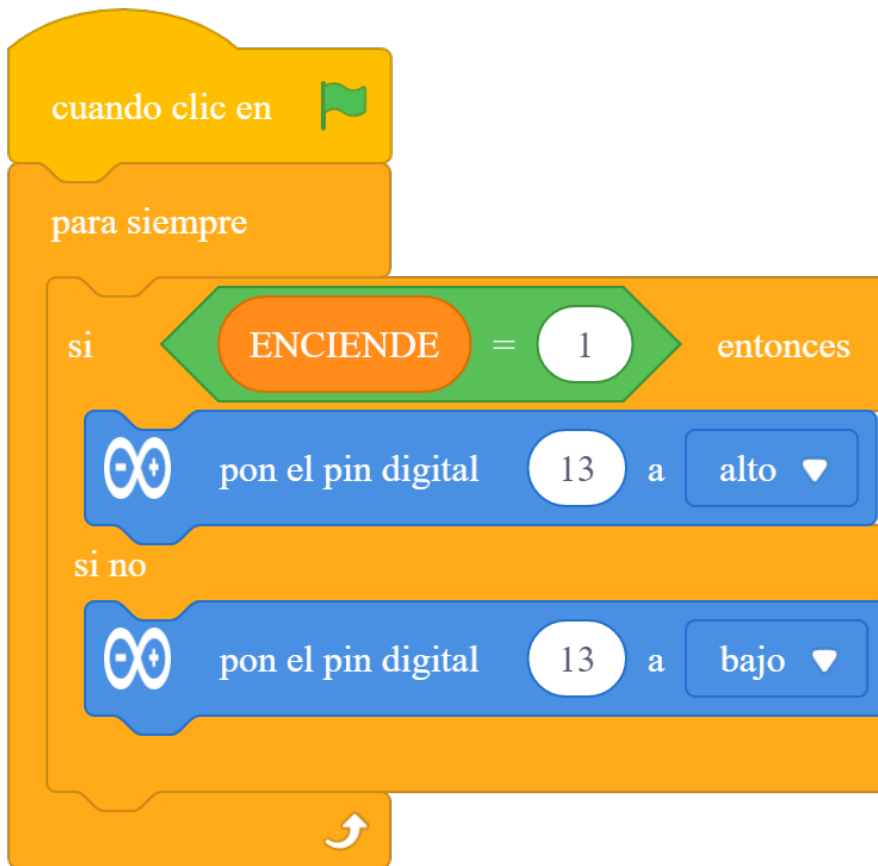 cuando clic en
para siempre
si ENCIENDE = 1 entonces
pon el pin digital 13 a alto
si no
pon el pin digital 13 a bajo